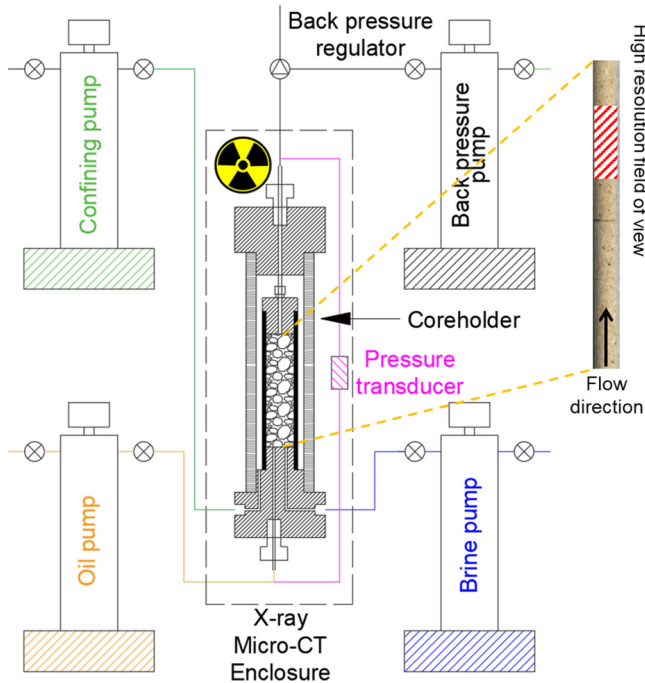 Back pressure
regulator
Confining pump
Back pressure
pump
High resolution field of view
Coreholder
Pressure
transducer
Flow
direction
Oil pump
Brine pump
X-ray
Micro-CT
Enclosure